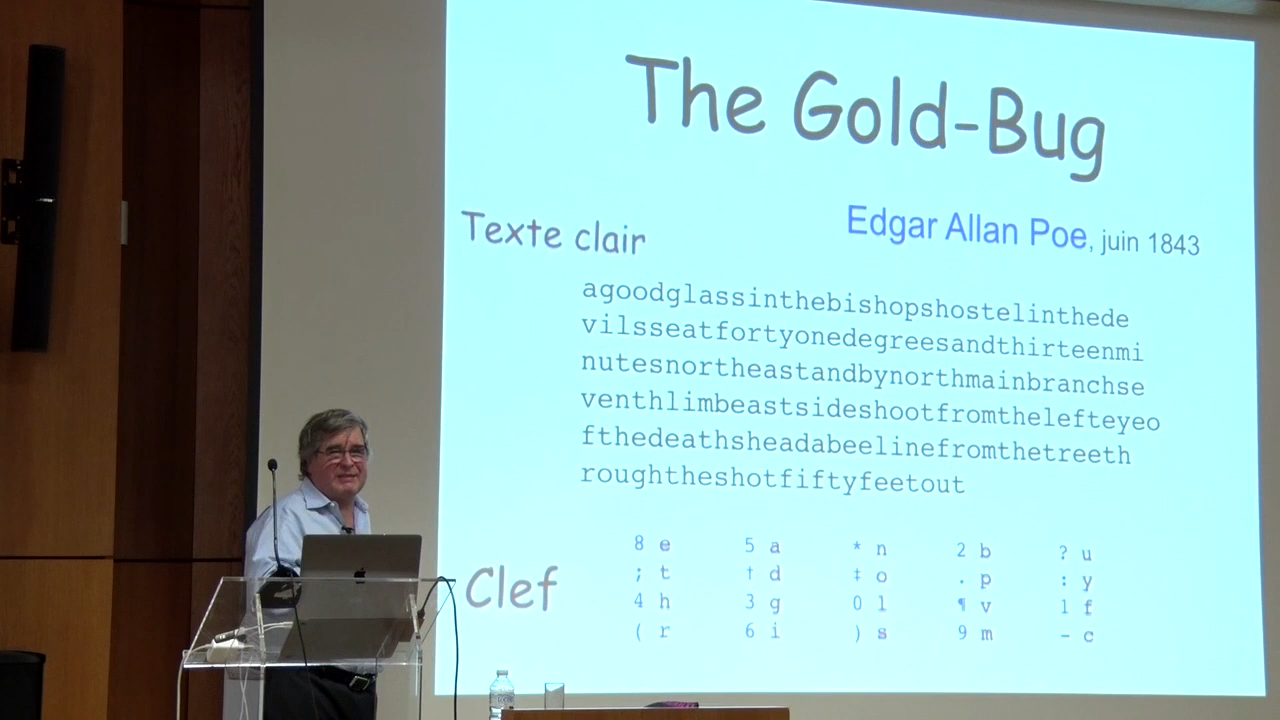 The Gold-Bug
Edgar Allan Poe, juin 1843
Texte clair
agoodglassinthebishopshostelinthede
vilsseatfortyonedegreesandthirteenmi
nutesnortheastandbynorthmainbranchse
venthlimbeastsideshootfromthelefteyeo
fthedeathsheadabeelinefromthetreeth
roughtheshotfiftyfeetout
Clef
8 e 5 a * n 2 b ? u
; t † d ‡ o . p : y
4 h 3 g 0 l ¶ v 1 f
( r 6 i ) s 9 m - c